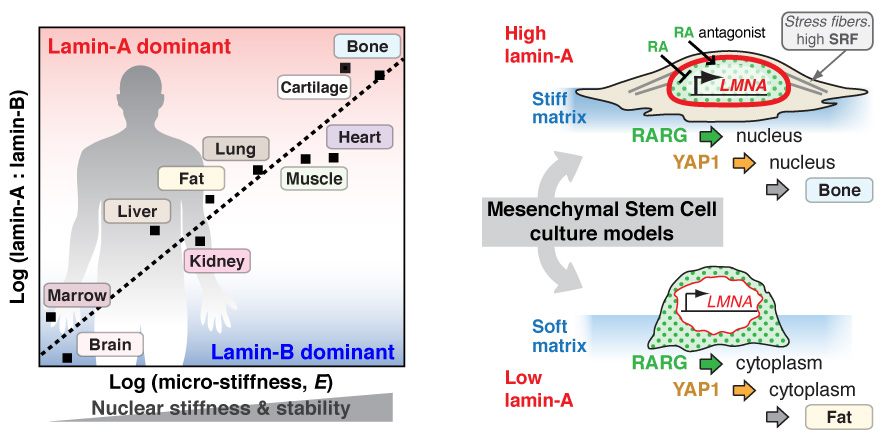 Log (lamin-A : lamin-B)
Lamin-A dominant
Bone
Cartilage
Heart
Lung
Muscle
Fat
Liver
Kidney
Marrow
Brain
Lamin-B dominant
Log (micro-stiffness, E)
Nuclear stiffness & stability
High
lamin-A
RA antagonist
RA
Stress fibers.
high SRF
LMNA
Stiff
matrix
RARG nucleus
YAP1 nucleus
Bone
Mesenchymal Stem Cell
culture models
LMNA
Soft
matrix
RARG cytoplasm
Low
lamin-A
YAP1 cytoplasm
Fat